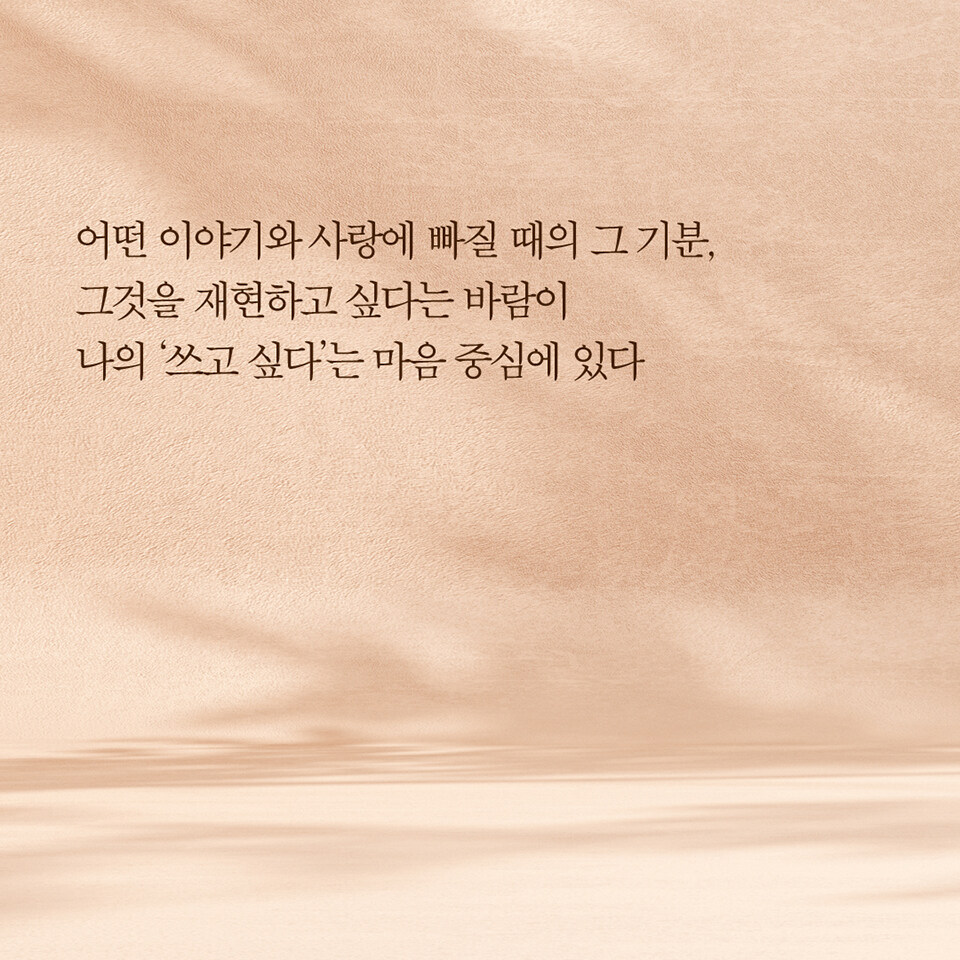 어떤 이야기와 사랑에 빠질 때의 그 기분,
그것을 재현하고 싶다는 바람이
나의 ‘쓰고 싶다’는 마음 중심에 있다